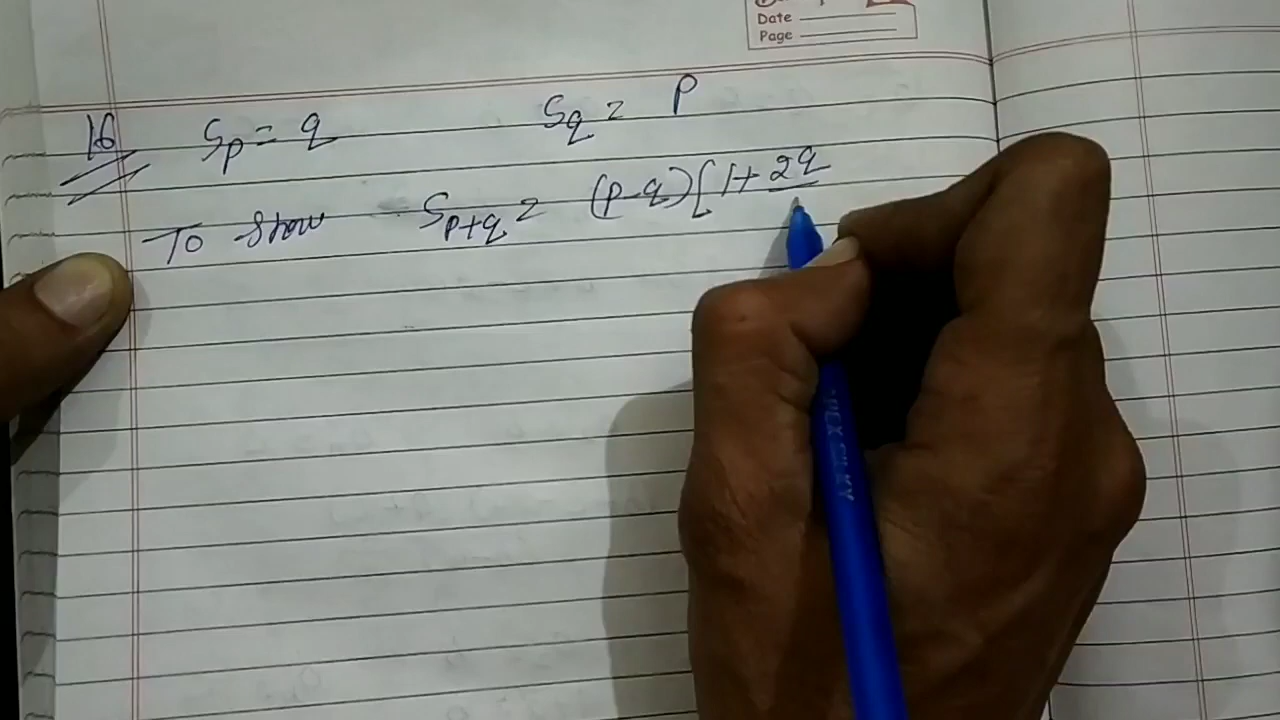 Date
Page
16 Sp = q Sq = P
To show Sp+q = (p-q) [1+ 2q